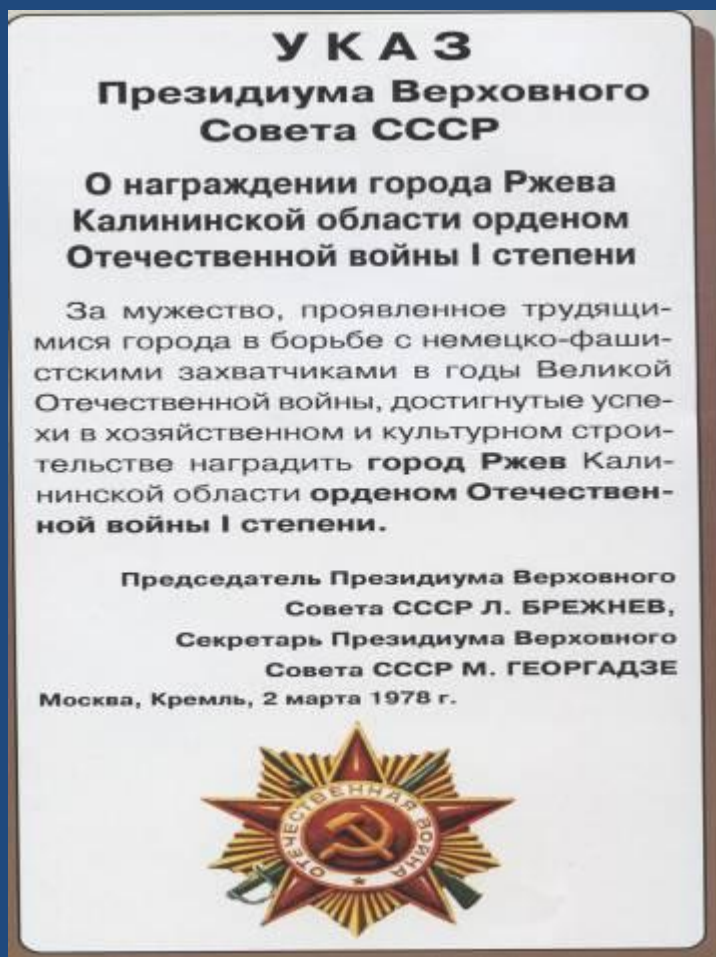 УКАЗ
Президиума Верховного
Совета СССР
О награждении города Ржева
Калининской области орденом
Отечественной войны I степени
За мужество, проявленное трудящи-
мися города в борьбе с немецко-фаши-
стскими захватчиками в годы Великой
Отечественной войны, достигнутые успе-
хи в хозяйственном и культурном строи-
тельстве наградить город Ржев Кали-
нинской области орденом Отечествен-
ной войны I степени.
Председатель Президиума Верховного
Совета СССР Л. БРЕЖНЕВ,
Секретарь Президиума Верховного
Совета СССР М. ГЕОРГАДЗЕ
Москва, Кремль, 2 марта 1978 г.
ОТЕЧЕСТВЕННАЯ ВОЙНА